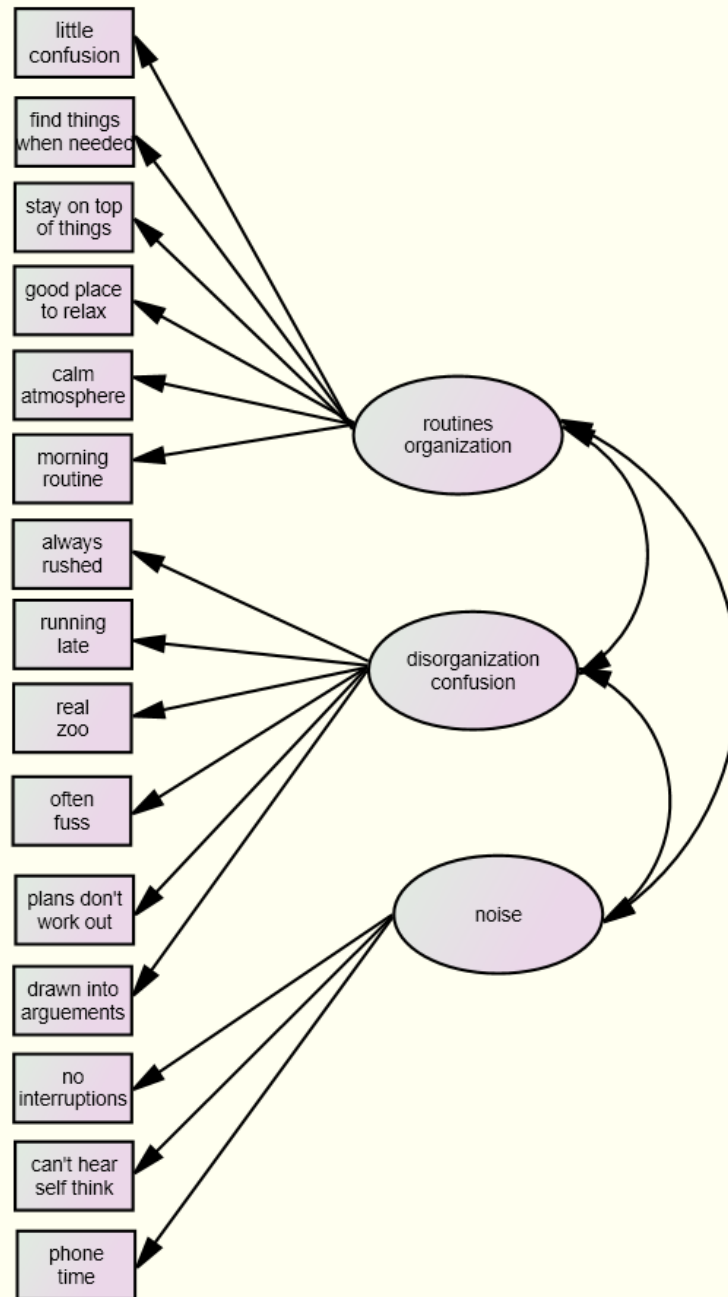 little
confusion
find things
when needed
stay on top
of things
good place
to relax
calm
atmosphere
morning
routine
always
rushed
running
late
real
zoo
often
fuss
plans don't
work out
drawn into
arguements
no
interruptions
can't hear
self think
phone
time
routines
organization
disorganization
confusion
noise